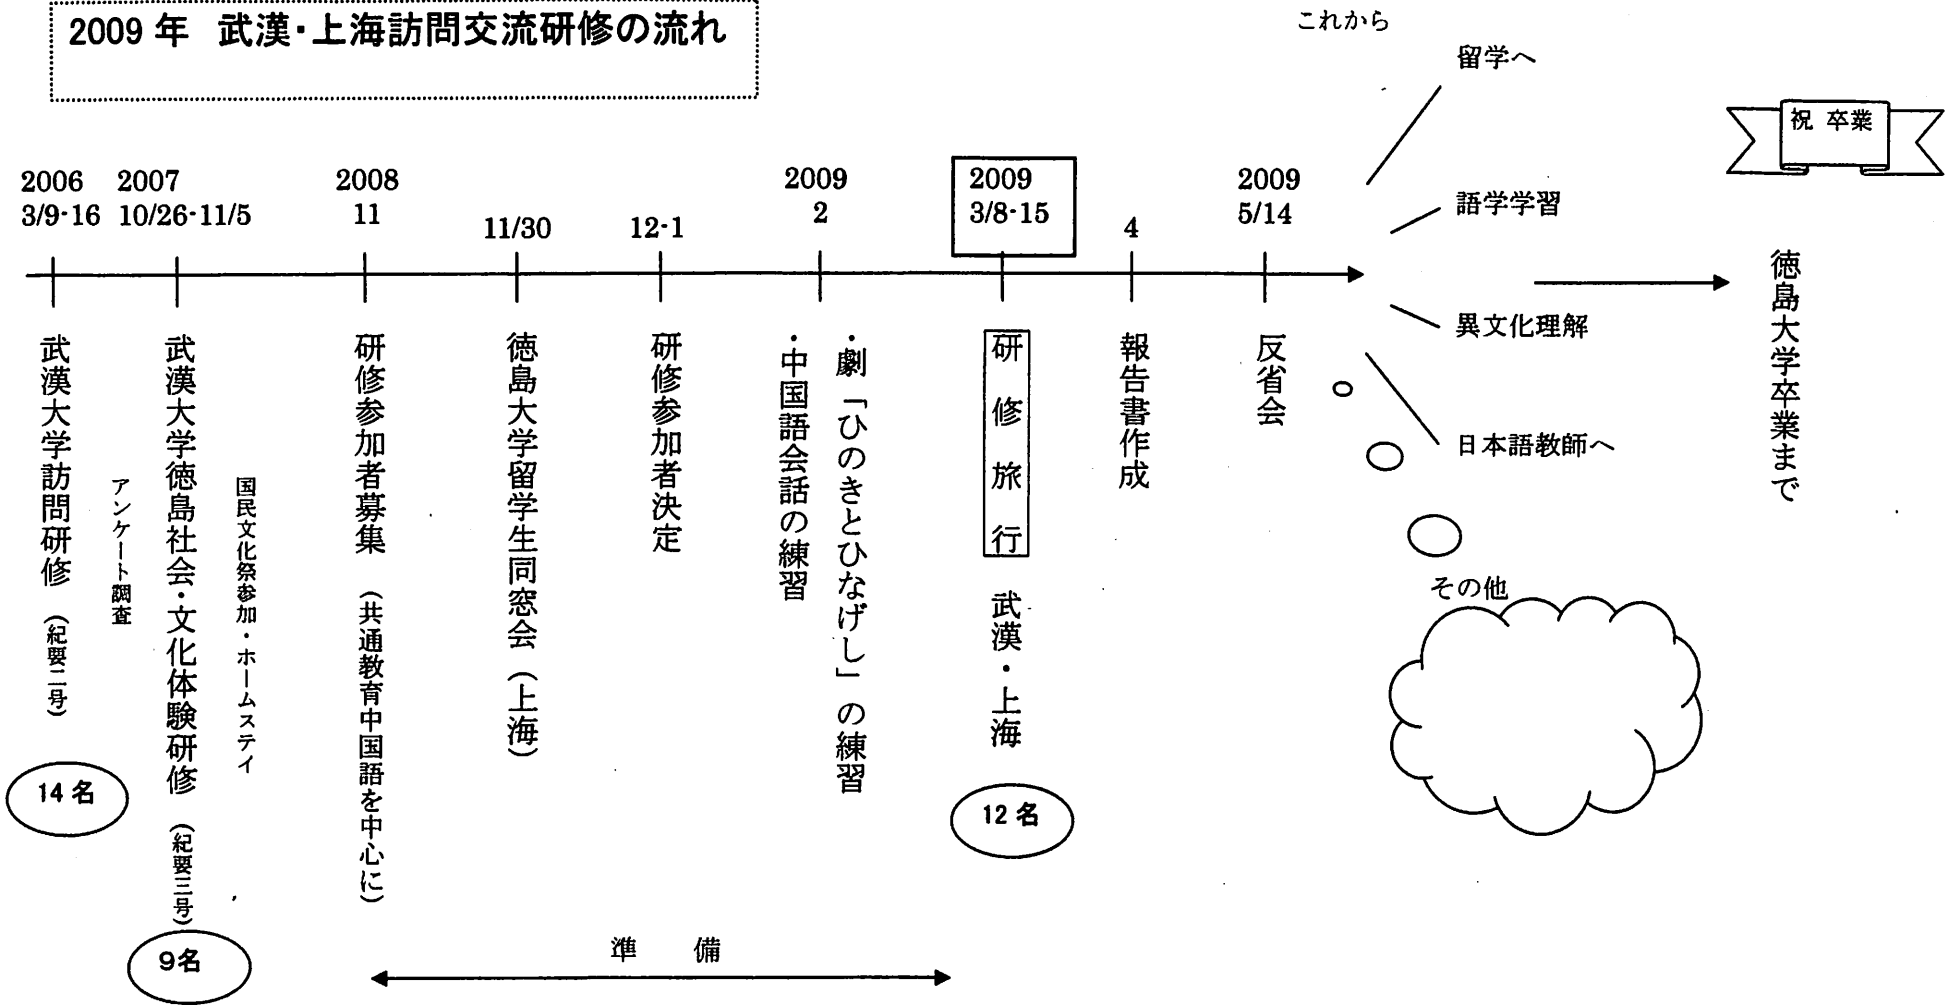 2009 年 武漢・上海訪問交流研修の流れ
これから
留学へ
語学学習
異文化理解
日本語教師へ
その他
祝 卒業
徳島大学卒業まで
2006
3/9-16
武漢大学訪問研修（紀要二号）
14 名
アンケート調査
2007
10/26-11/5
武漢大学徳島社会・文化体験研修（紀要三号）
9名
国民文化祭参加・ホームステイ
2008
11
研修参加者募集（共通教育中国語を中心に）
11/30
徳島大学留学生同窓会（上海）
12-1
研修参加者決定
2009
2
・劇「ひのきとひなげし」の練習
・中国語会話の練習
2009
3/8-15
研修旅行 武漢・上海
12 名
4
報告書作成
2009
5/14
反省会
準 備